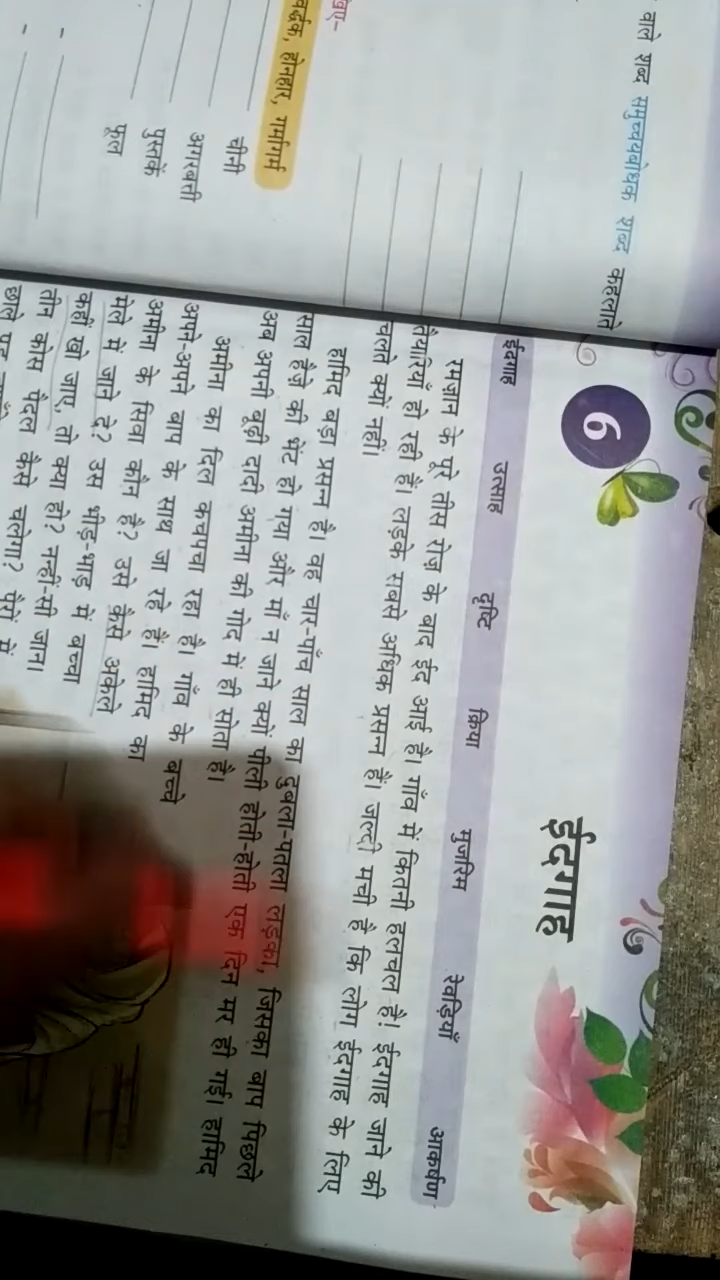 वाले शब्द समुच्चयबोधक शब्द कहलाते
होनहार, गर्मागर्म
चीनी
अगरबत्ती
पुस्तकें
फूल
6
ईदगाह
ईदगाह उत्साह दृष्टि क्रिया मुजरिम रेवड़ियाँ आकर्षण
रमज़ान के पूरे तीस रोज़ों के बाद ईद आई है। गाँव में कितनी हलचल है! ईदगाह जाने की
तैयारियाँ हो रही हैं। लड़के सबसे अधिक प्रसन्न हैं। जल्दी मची है कि लोग ईदगाह के लिए
चलते क्यों नहीं।
हामिद बड़ा प्रसन्न है। वह चार-पाँच साल का दुबला-पतला लड़का, जिसका बाप पिछले
साल हैज़े की भेंट हो गया और माँ न जाने क्यों पीली होती-होती एक दिन मर ही गई। हामिद
अब अपनी बूढ़ी दादी अमीना की गोद में ही सोता है।
अमीना का दिल कचपचा रहा है। गाँव के बच्चे
अपने-अपने बाप के साथ जा रहे हैं। हामिद का
अमीना के सिवा कौन है? उसे कैसे अकेले
मेले में जाने दे? उस भीड़-भाड़ में बच्चा
कहीं खो जाए, तो क्या हो? नन्हीं-सी जान।
तीन कोस पैदल कैसे चलेगा? पैरों में
छाले पड़